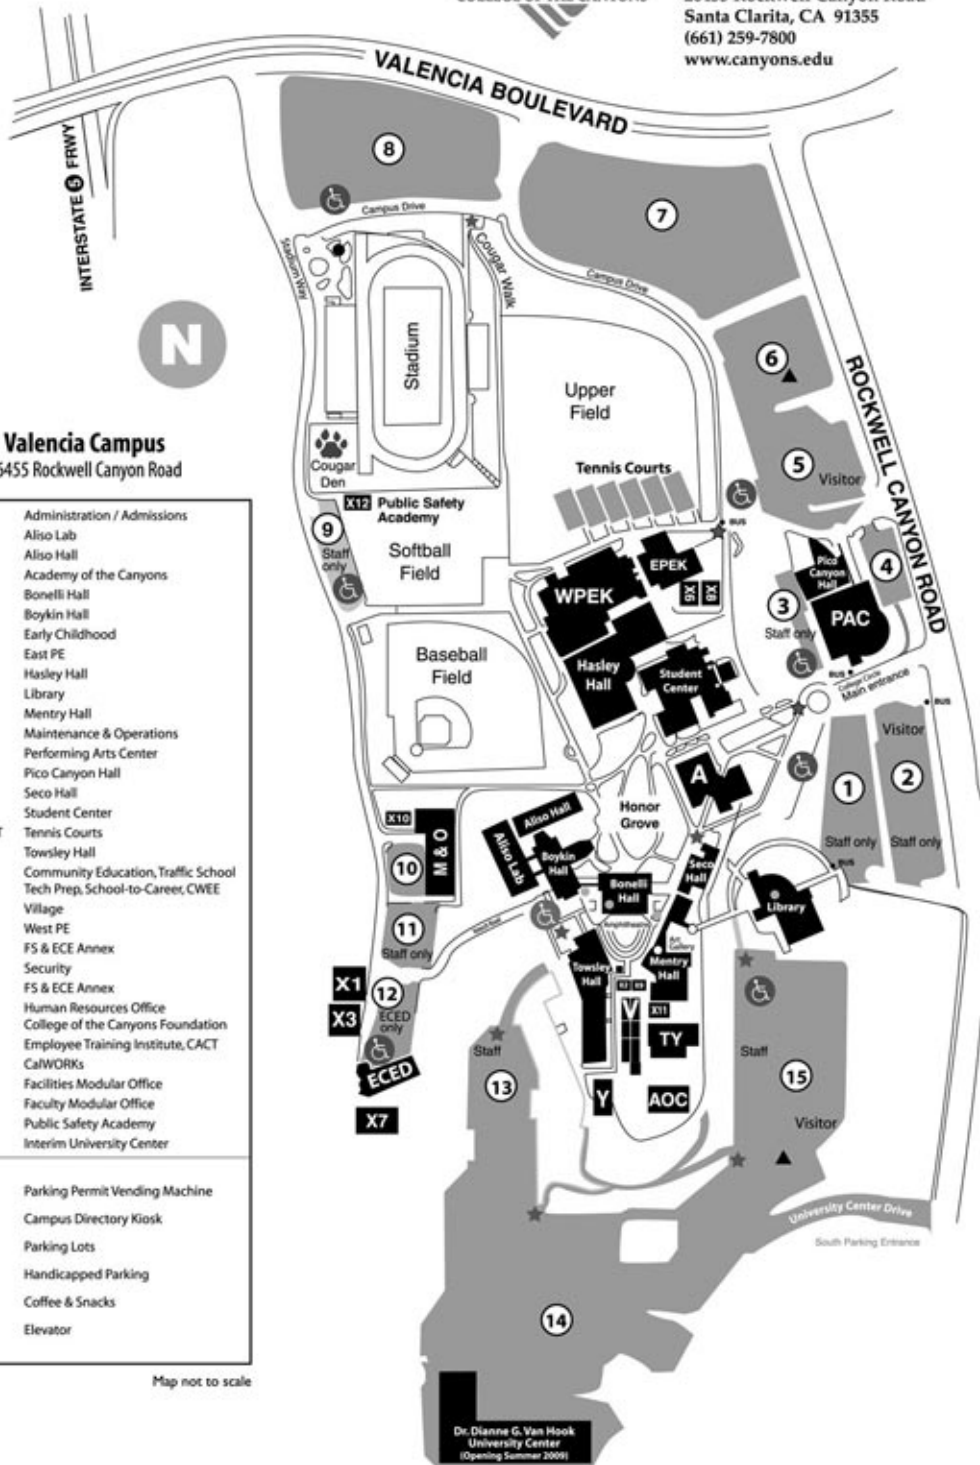 Santa Clarita, CA 91355
(661) 259-7800
www.canyons.edu
VALENCIA BOULEVARD
INTERSTATE 5 FRWY
8
Campus Drive
7
Stadium Way
Cougar Walk
Campus Drive
N
Stadium
6
ROCKWELL CANYON ROAD
Upper
Field
Valencia Campus
6455 Rockwell Canyon Road
Cougar
Den
Tennis Courts
5
Visitor
X12 Public Safety
Academy
BUS
9
Staff
only
Softball
Field
EPEK
WPEK
X6
X8
Pico
Canyon
Hall
4
3
Staff only
PAC
Baseball
Field
Hasley
Hall
Student
Center
BUS
College Circle
Main entrance
BUS
Visitor
A
1
2
Staff only
Staff only
BUS
Honor
Grove
X10
M & O
Aliso Hall
Aliso Lab
Boykin
Hall
10
Bonelli
Hall
Seco
Hall
Library
11
Staff only
Amphitheatre
Art
Gallery
Mentry
Hall
Towsley
Hall
X1
X3
12
ECED
only
ECED
X7
V
X11
TY
Y
AOC
Staff
13
Staff
15
Visitor
University Center Drive
South Parking Entrance
14
Dr. Dianne G. Van Hook
University Center
(Opening Summer 2009)
Administration / Admissions
Aliso Lab
Aliso Hall
Academy of the Canyons
Bonelli Hall
Boykin Hall
Early Childhood
East PE
Hasley Hall
Library
Mentry Hall
Maintenance & Operations
Performing Arts Center
Pico Canyon Hall
Seco Hall
Student Center
Tennis Courts
Towsley Hall
Community Education, Traffic School
Tech Prep, School-to-Career, CWEE
Village
West PE
FS & ECE Annex
Security
FS & ECE Annex
Human Resources Office
College of the Canyons Foundation
Employee Training Institute, CACT
CalWORKs
Facilities Modular Office
Faculty Modular Office
Public Safety Academy
Interim University Center
Parking Permit Vending Machine
Campus Directory Kiosk
Parking Lots
Handicapped Parking
Coffee & Snacks
Elevator
Map not to scale